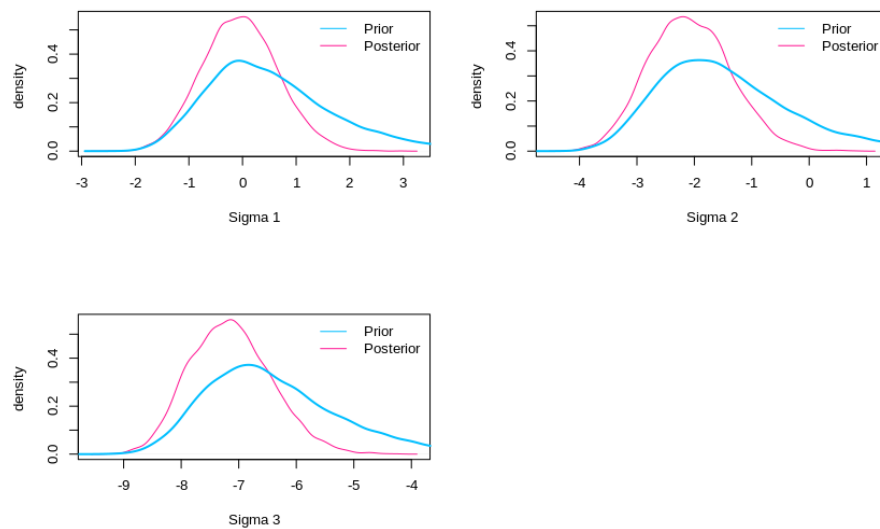 density
0.0 0.2 0.4
Prior
Posterior
-3 -2 -1 0 1 2 3
Sigma 1
density
0.0 0.2 0.4
Prior
Posterior
-4 -3 -2 -1 0 1
Sigma 2
density
0.0 0.2 0.4
Prior
Posterior
-9 -8 -7 -6 -5 -4
Sigma 3